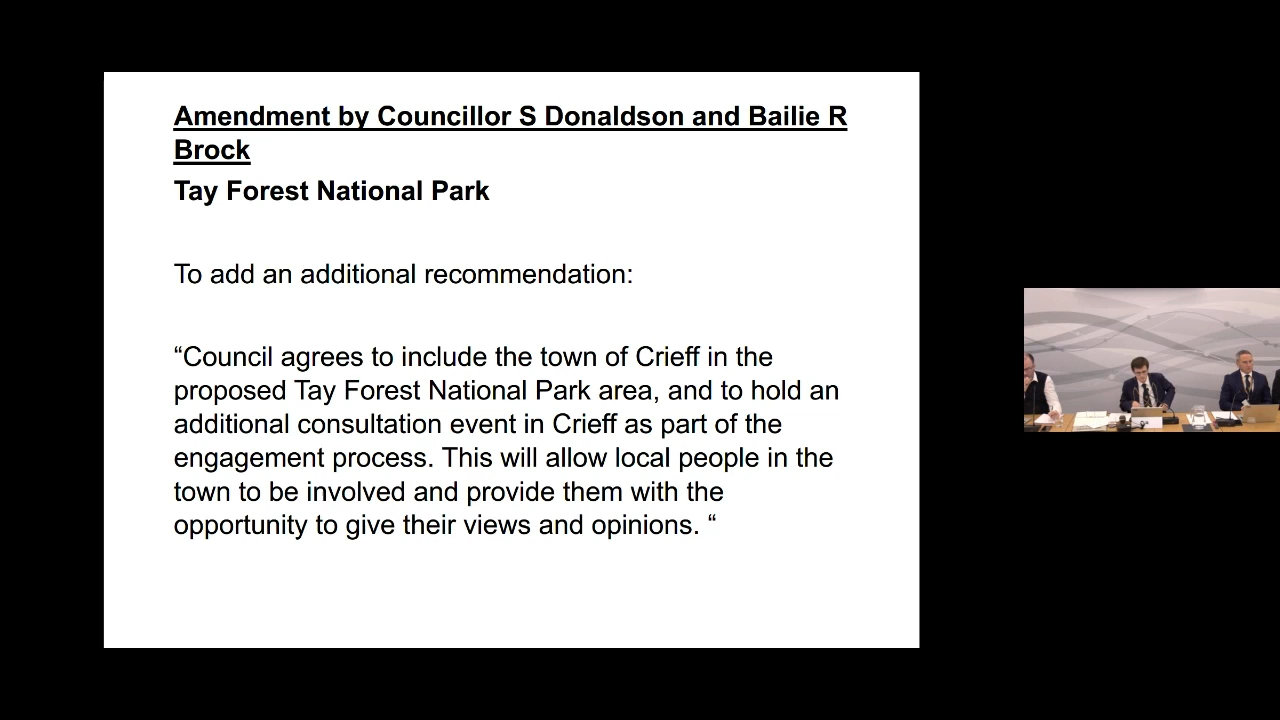 Amendment by Councillor S Donaldson and Bailie R
Brock
Tay Forest National Park
To add an additional recommendation:
“Council agrees to include the town of Crieff in the
proposed Tay Forest National Park area, and to hold an
additional consultation event in Crieff as part of the
engagement process. This will allow local people in the
town to be involved and provide them with the
opportunity to give their views and opinions. “